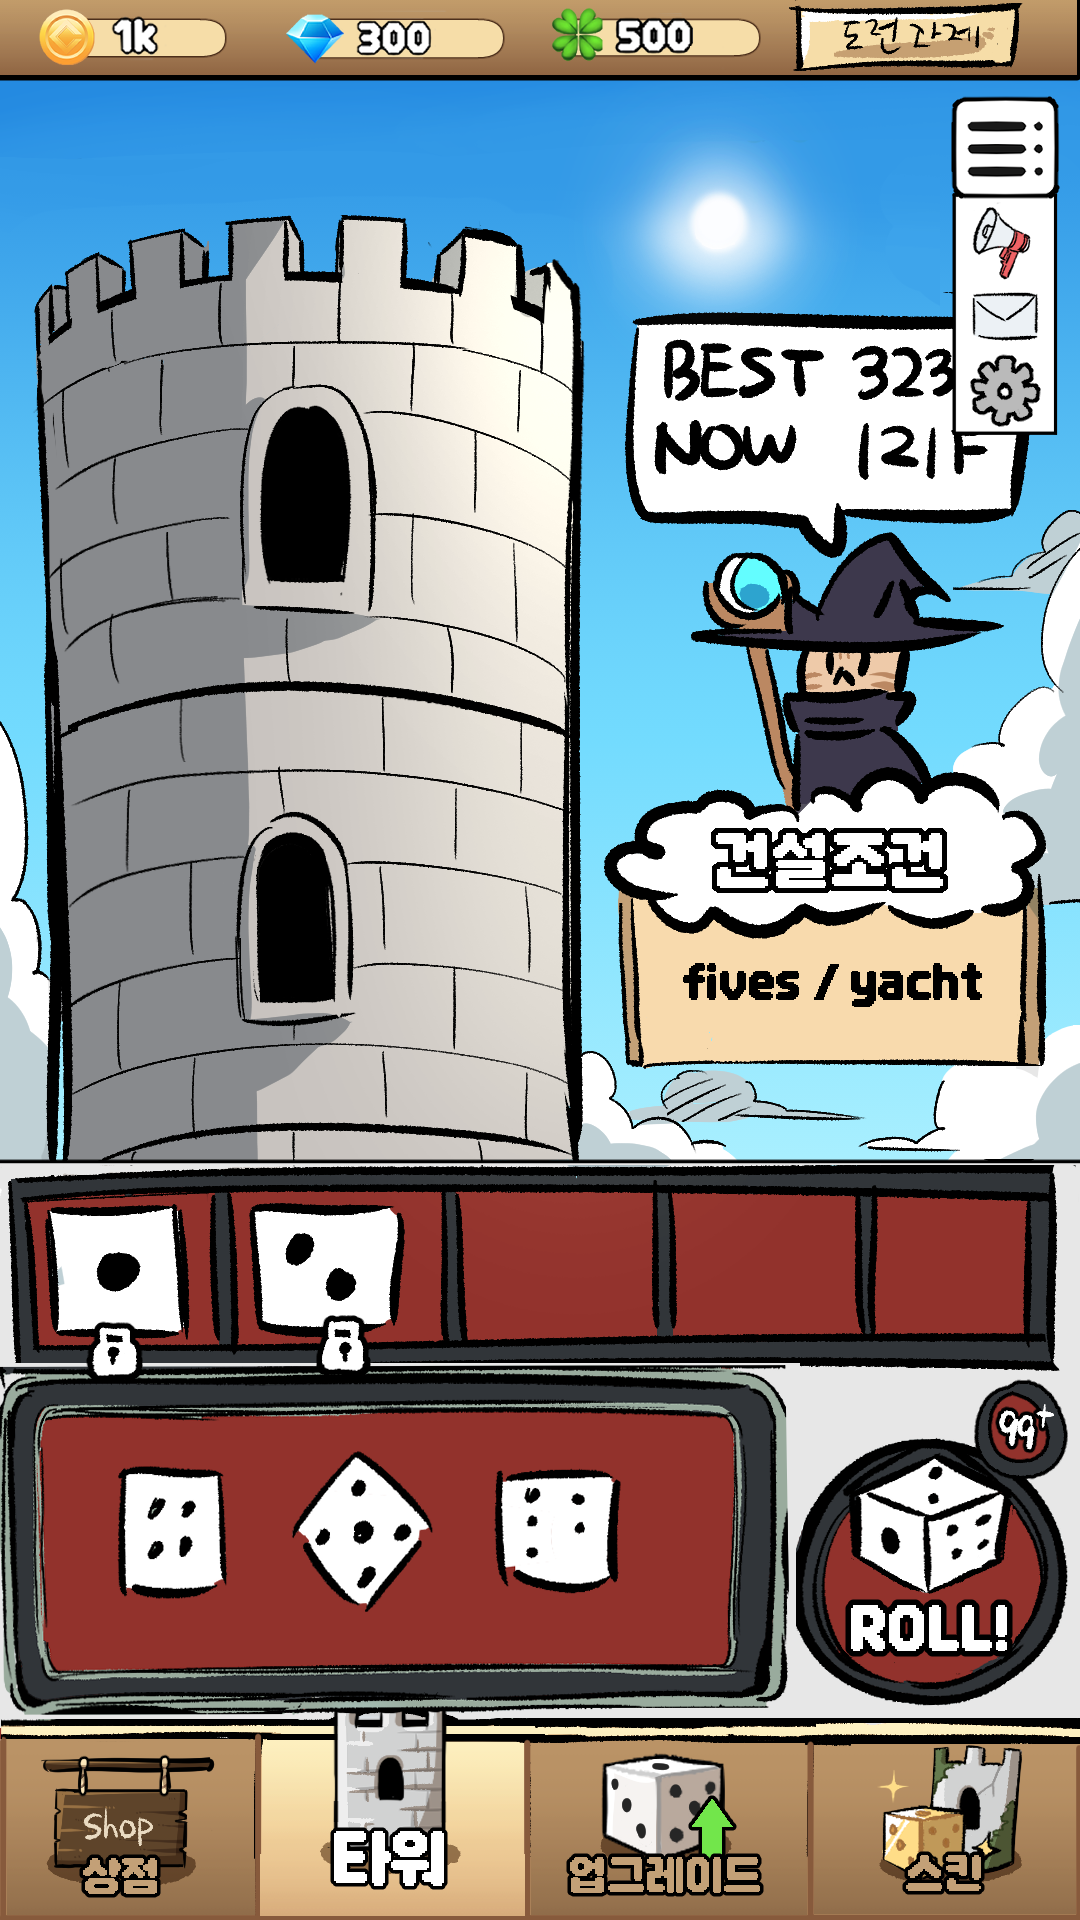 1k
300
500
도전과제
BEST 323
NOW 121F
건설조건
fives / yacht
99+
ROLL!
Shop
상점
타워
업그레이드
스킨